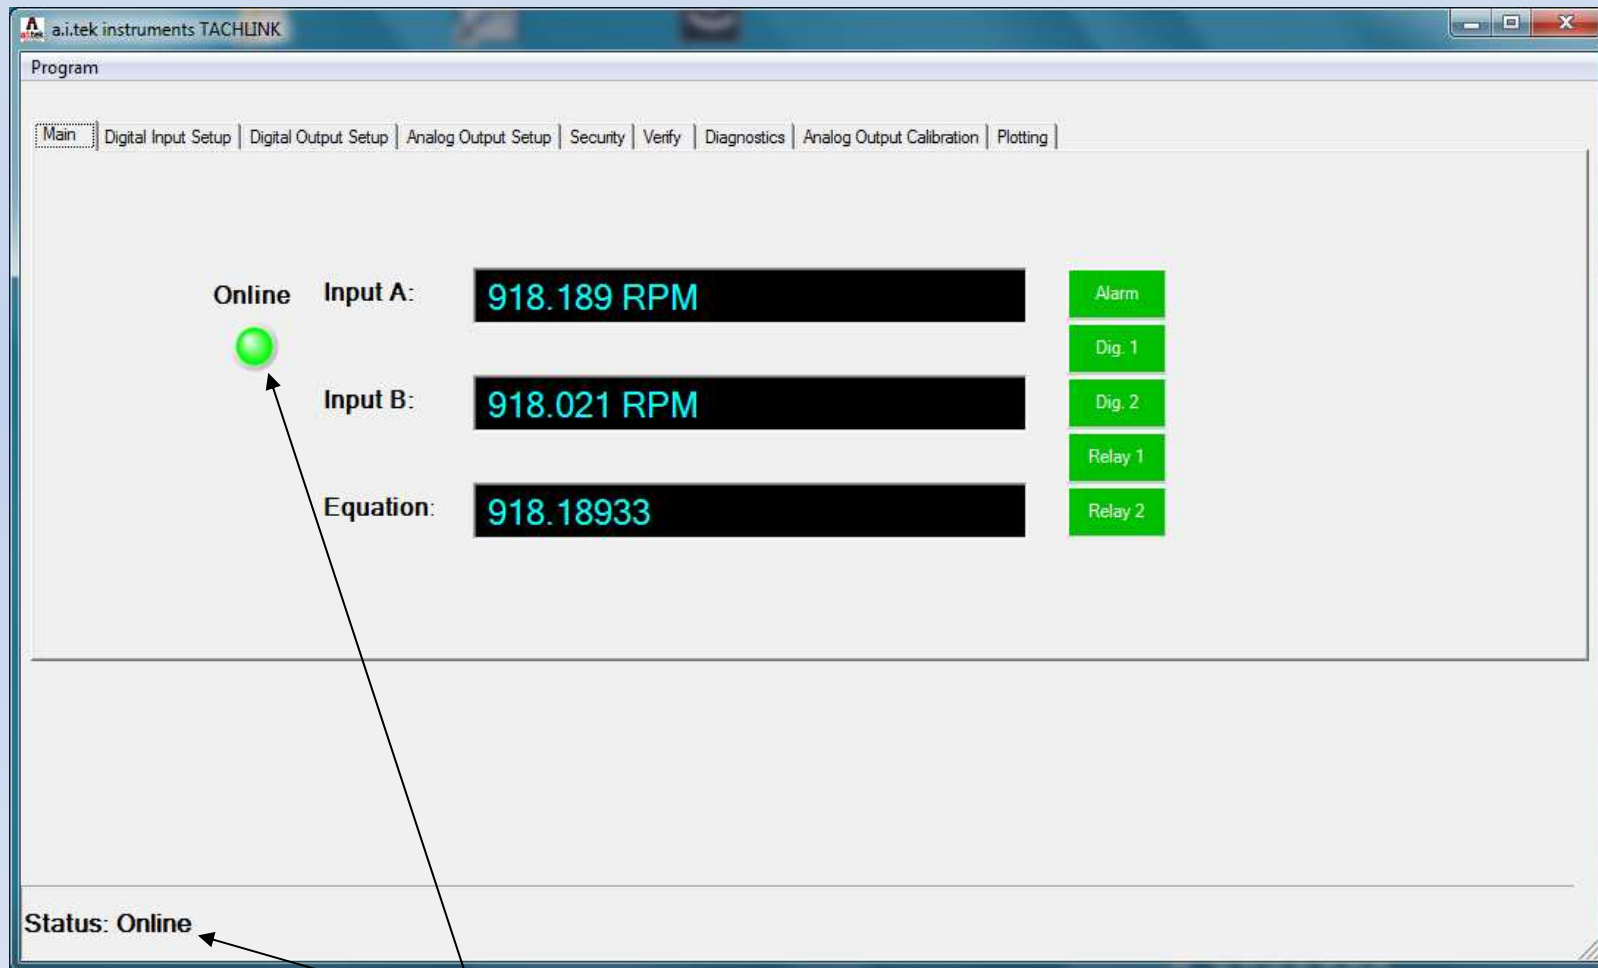 a.i.tek instruments TACHLINK
Program
Main Digital Input Setup Digital Output Setup Analog Output Setup Security Verify Diagnostics Analog Output Calibration Plotting
Online Input A: 918.189 RPM Alarm
Dig. 1
Input B: 918.021 RPM Dig. 2
Relay 1
Equation: 918.18933 Relay 2
Status: Online